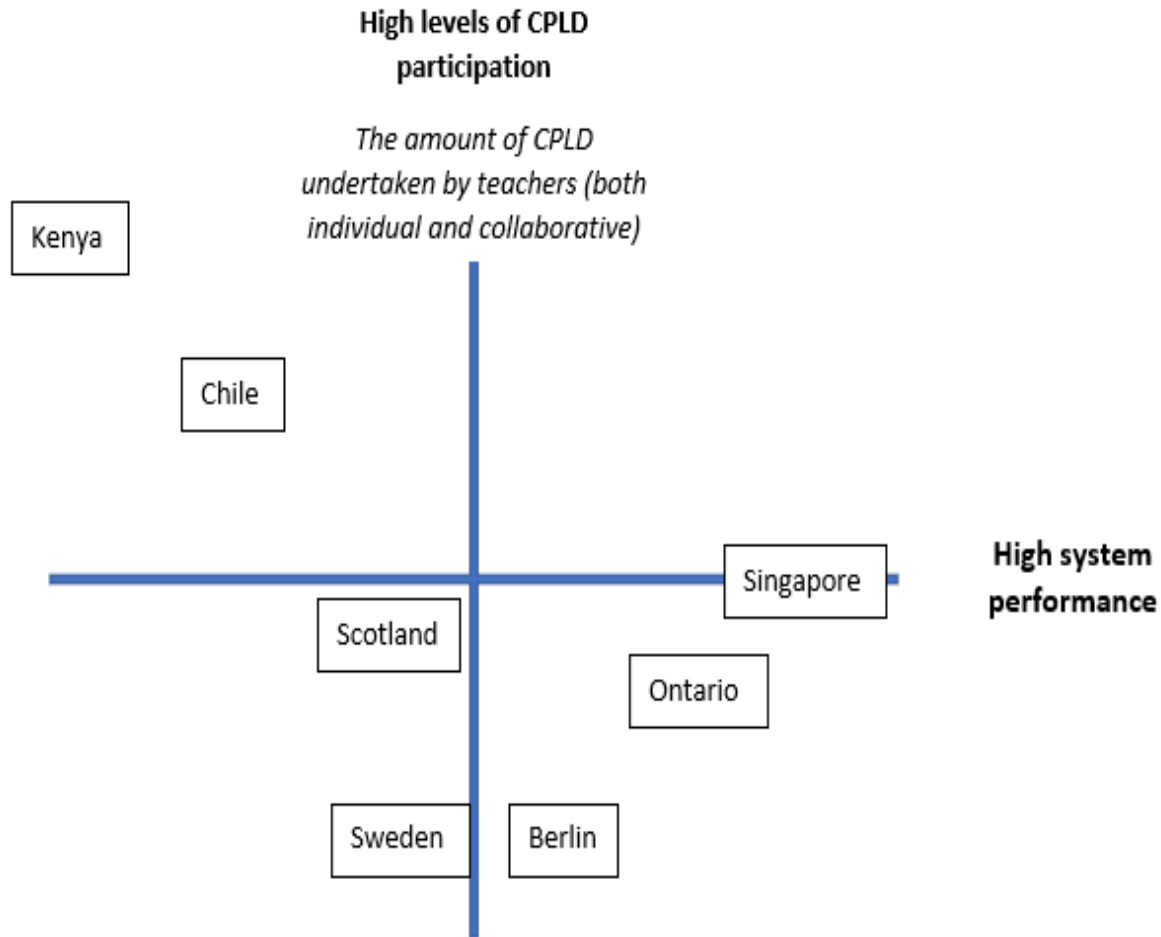 High levels of CPLD
participation
The amount of CPLD
undertaken by teachers (both
individual and collaborative)
Kenya
Chile
Singapore
High system
performance
Scotland
Ontario
Sweden
Berlin